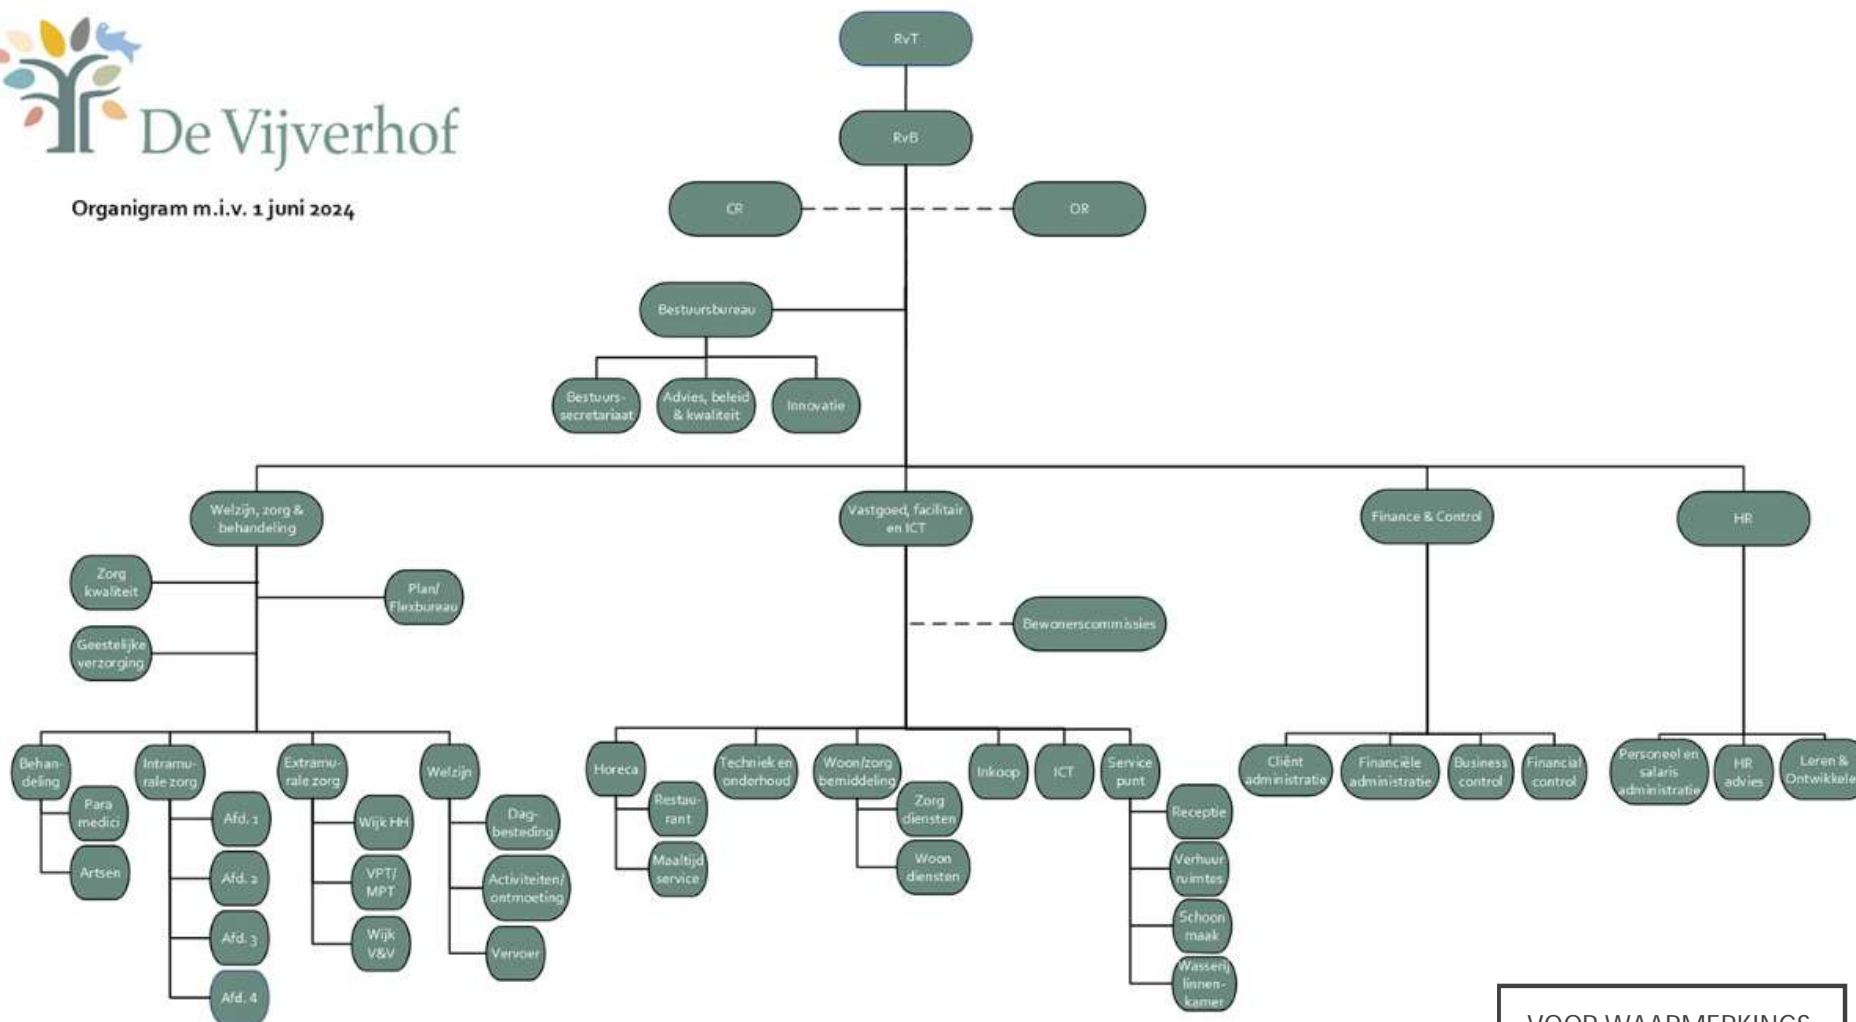 De Vijverhof
Organigram m.i.v. 1 juni 2024
RvT
RvB
CR
OR
Bestuursbureau
Bestuurs-
secretariaat
Advies, beleid
& kwaliteit
Innovatie
Welzijn, zorg &
behandeling
Vastgoed, facilitair
en ICT
Finance & Control
HR
Zorg
kwaliteit
Plan/
Flexbureau
Geestelijke
verzorging
Bewonerscommissies
Behan-
deling
Para
medici
Artsen
Intramu-
rale zorg
Afd. 1
Afd. 2
Afd. 3
Afd. 4
Extramu-
rale zorg
Wijk HH
VPT/
MPT
Wijk
V&V
Welzijn
Dag-
besteding
Activiteiten/
ontmoeting
Vervoer
Horeca
Restau-
rant
Maaltijd
service
Techniek en
onderhoud
Woon/zorg
bemiddeling
Zorg
diensten
Woon
diensten
Inkoop
ICT
Service
punt
Receptie
Verhuur
ruimtes
Schoon
maak
Wasserij
linnen-
kamer
Cliënt
administratie
Financiële
administratie
Business
control
Financial
control
Personeel en
salaris
administratie
HR
advies
Leren &
Ontwikkele
VOOR WAARMERKINGS